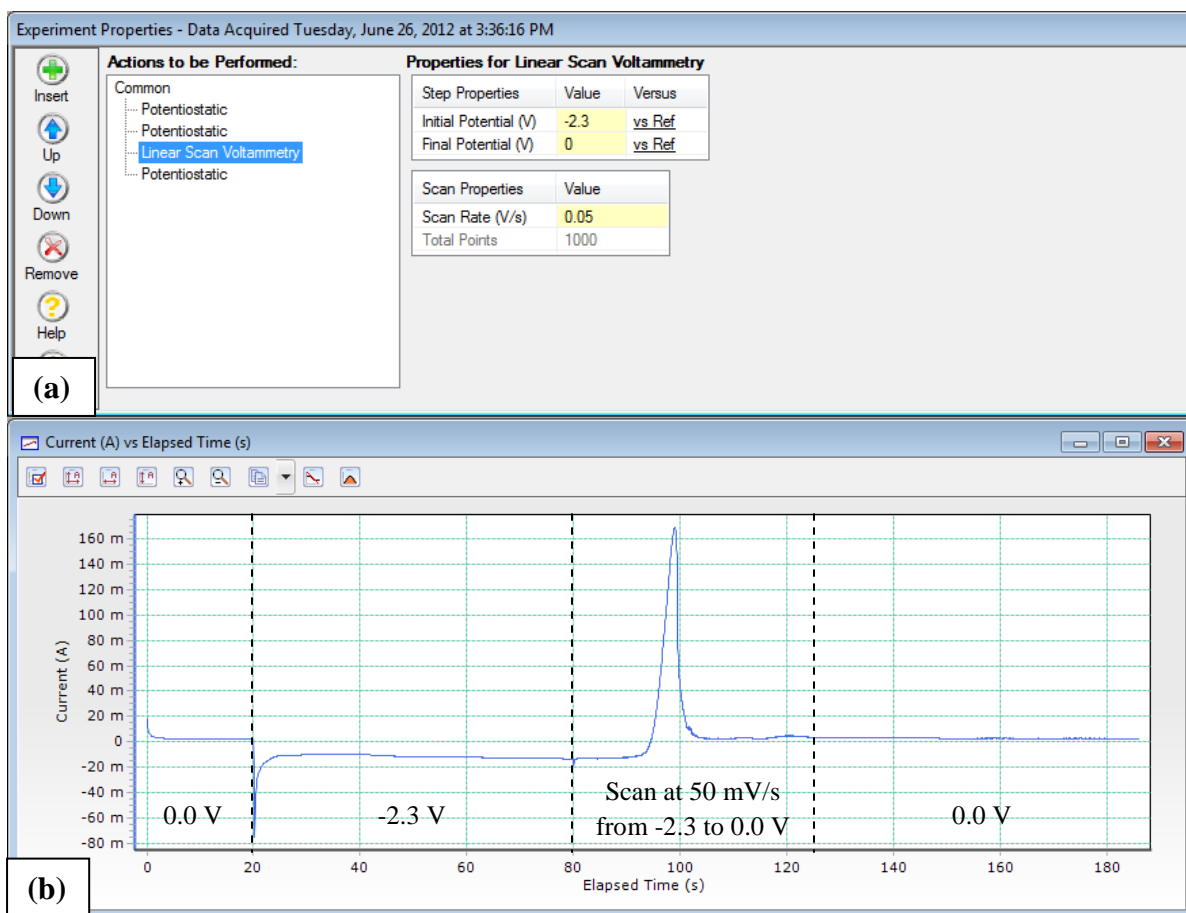 Experiment Properties - Data Acquired Tuesday, June 26, 2012 at 3:36:16 PM
Insert
Up
Down
Remove
Help
Actions to be Performed:
Common
Potentiostatic
Potentiostatic
Linear Scan Voltammetry
Potentiostatic
Properties for Linear Scan Voltammetry
Step Properties Value Versus
Initial Potential (V) -2.3 vs Ref
Final Potential (V) 0 vs Ref
Scan Properties Value
Scan Rate (V/s) 0.05
Total Points 1000
(a)
Current (A) vs Elapsed Time (s)
160 m
140 m
120 m
100 m
80 m
60 m
40 m
20 m
0
-20 m
-40 m
-60 m
-80 m
Current (A)
0.0 V
-2.3 V
Scan at 50 mV/s
from -2.3 to 0.0 V
0.0 V
0 20 40 60 80 100 120 140 160 180
Elapsed Time (s)
(b)